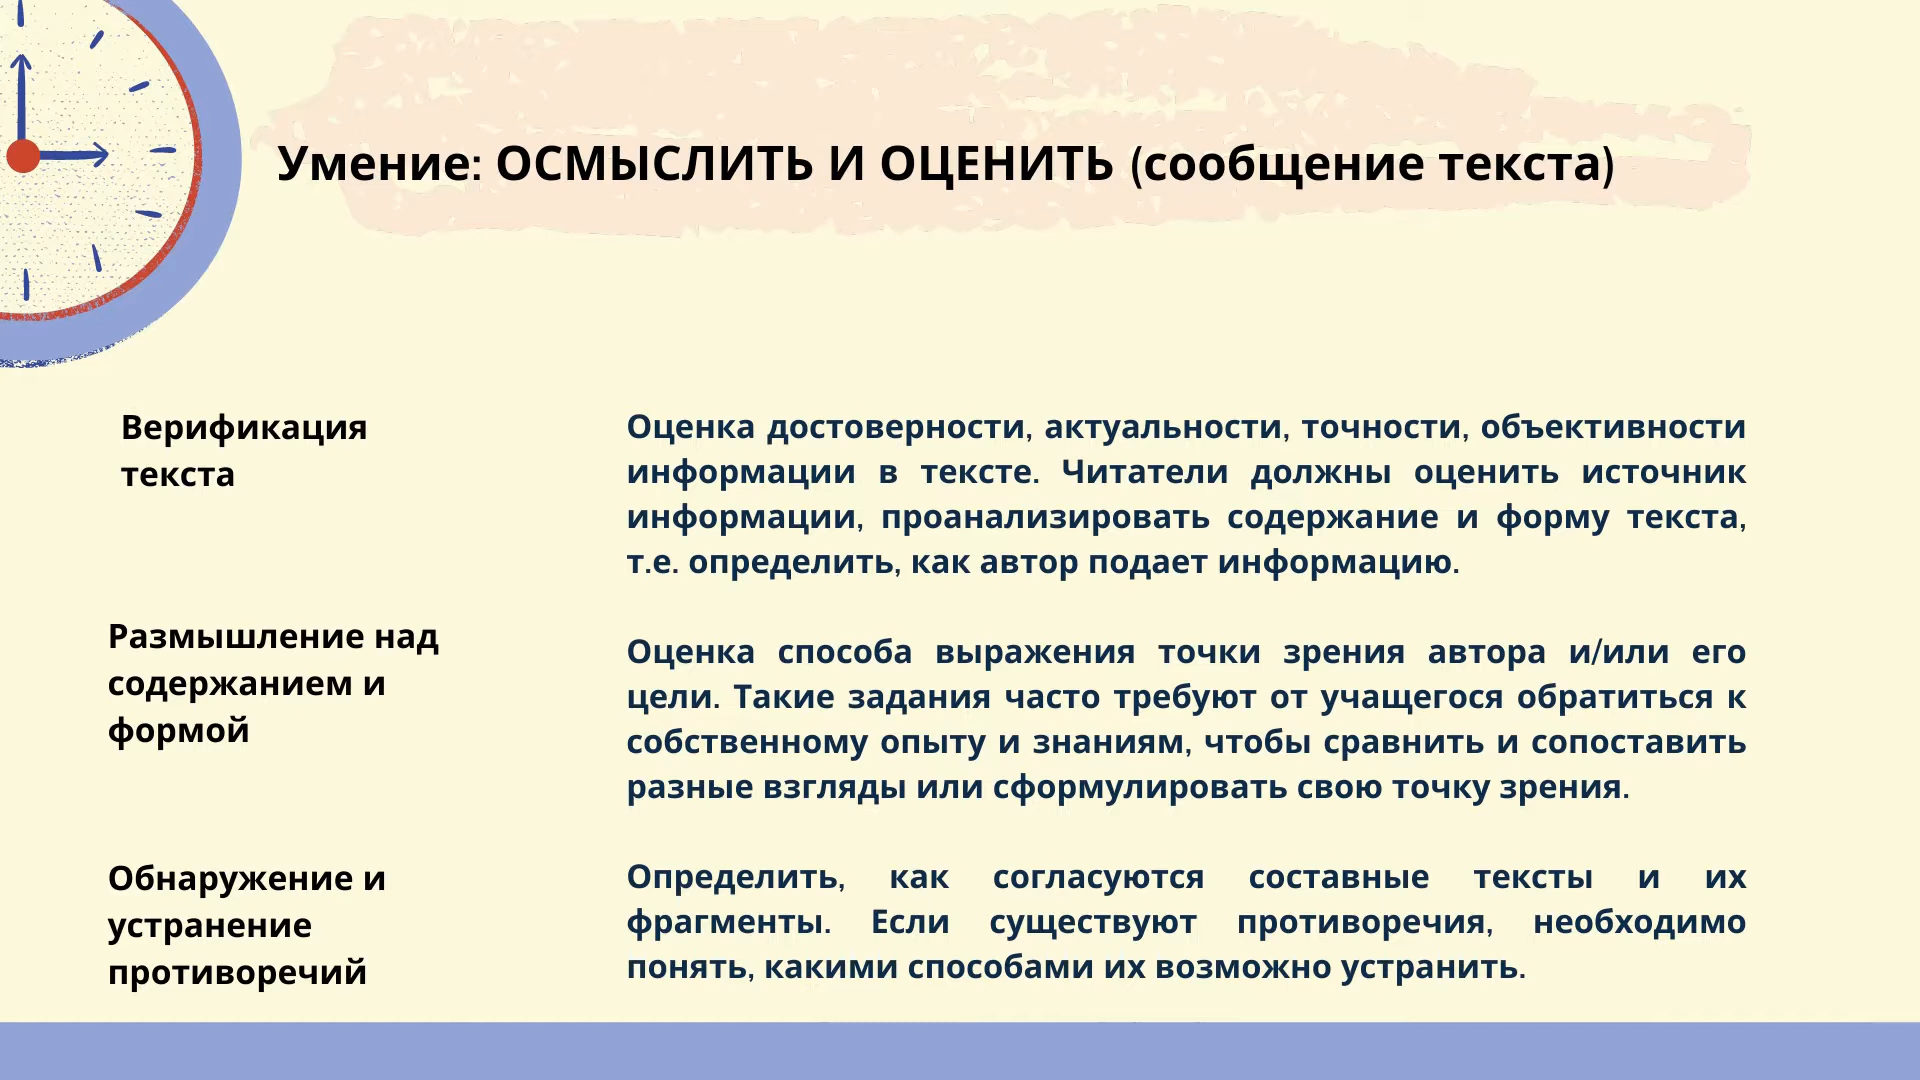 Умение: ОСМЫСЛИТЬ И ОЦЕНИТЬ (сообщение текста)
Верификация
текста
Оценка достоверности, актуальности, точности, объективности
информации в тексте. Читатели должны оценить источник
информации, проанализировать содержание и форму текста,
т.е. определить, как автор подает информацию.
Размышление над
содержанием и
формой
Оценка способа выражения точки зрения автора и/или его
цели. Такие задания часто требуют от учащегося обратиться к
собственному опыту и знаниям, чтобы сравнить и сопоставить
разные взгляды или сформулировать свою точку зрения.
Обнаружение и
устранение
противоречий
Определить, как согласуются составные тексты и их
фрагменты. Если существуют противоречия, необходимо
понять, какими способами их возможно устранить.